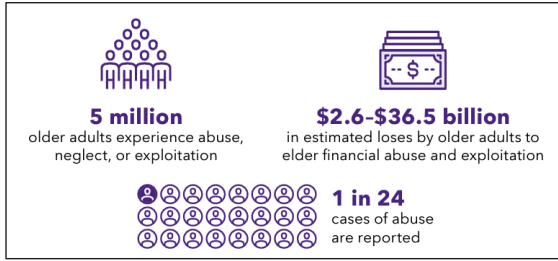 $
5 million
older adults experience abuse,
neglect, or exploitation
$2.6–$36.5 billion
in estimated loses by older adults to
elder financial abuse and exploitation
1 in 24
cases of abuse
are reported